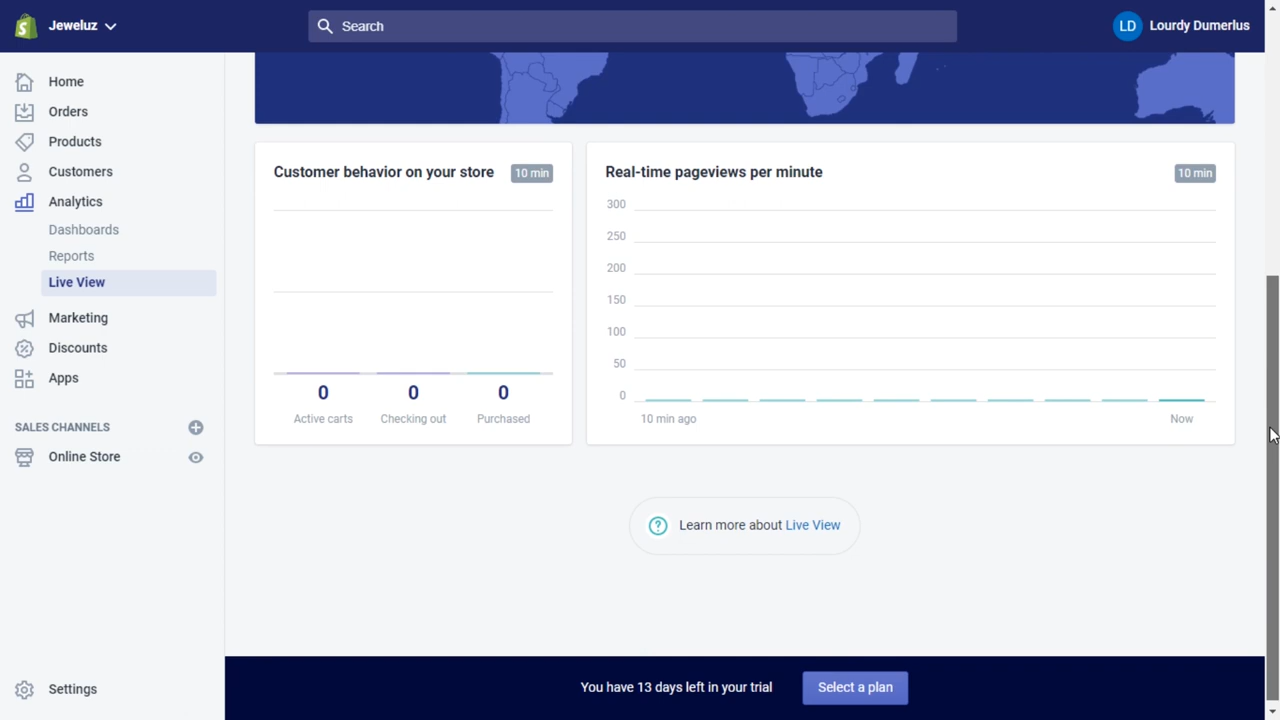 Jeweluz
Search
LD Lourdy Dumerlus
Home
Orders
Products
Customers
Analytics
Dashboards
Reports
Live View
Marketing
Discounts
Apps
SALES CHANNELS
Online Store
Settings
Customer behavior on your store 10 min
0 0 0
Active carts Checking out Purchased
Real-time pageviews per minute 10 min
300
250
200
150
100
50
0
10 min ago Now
Learn more about Live View
You have 13 days left in your trial Select a plan